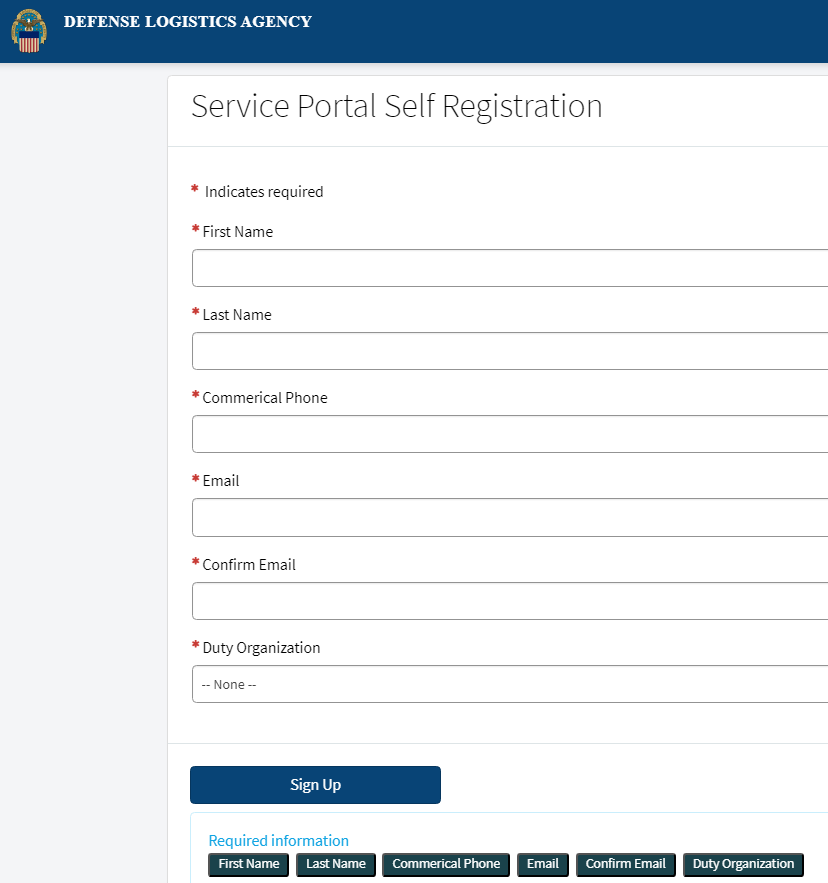 DEFENSE LOGISTICS AGENCY
Service Portal Self Registration
* Indicates required
* First Name
* Last Name
* Commerical Phone
* Email
* Confirm Email
* Duty Organization
-- None --
Sign Up
Required information
First Name Last Name Commerical Phone Email Confirm Email Duty Organization